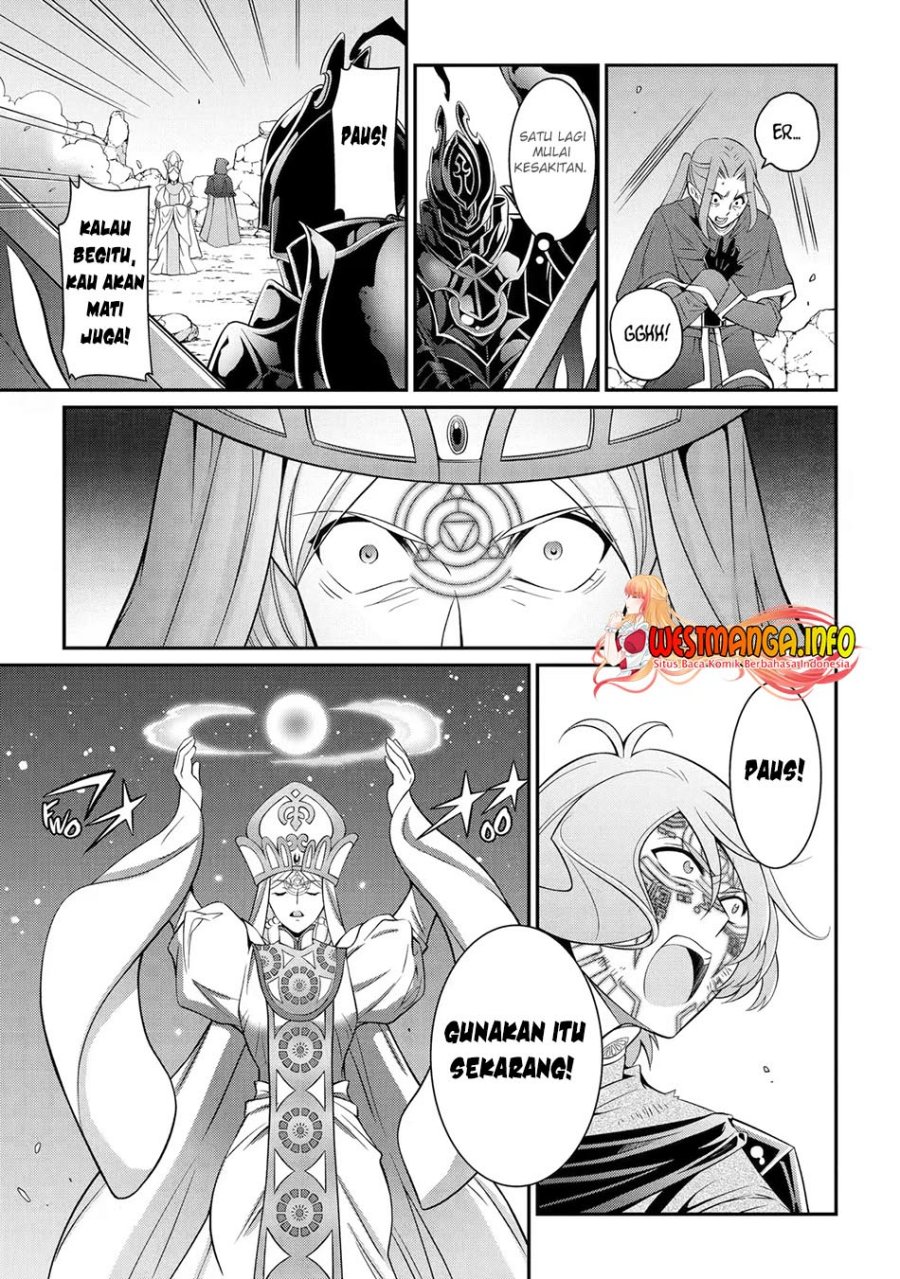 ER...
GGHH!
SATU LAGI
MULAI
KESAKITAN.
PAUS!
KALAU
BEGITU,
KAU AKAN
MATI
JUGA!
WESTMANGA.INFO
Situs Baca Komik Berbahasa Indonesia
PAUS!
GUNAKAN ITU
SEKARANG!
FWO
OO